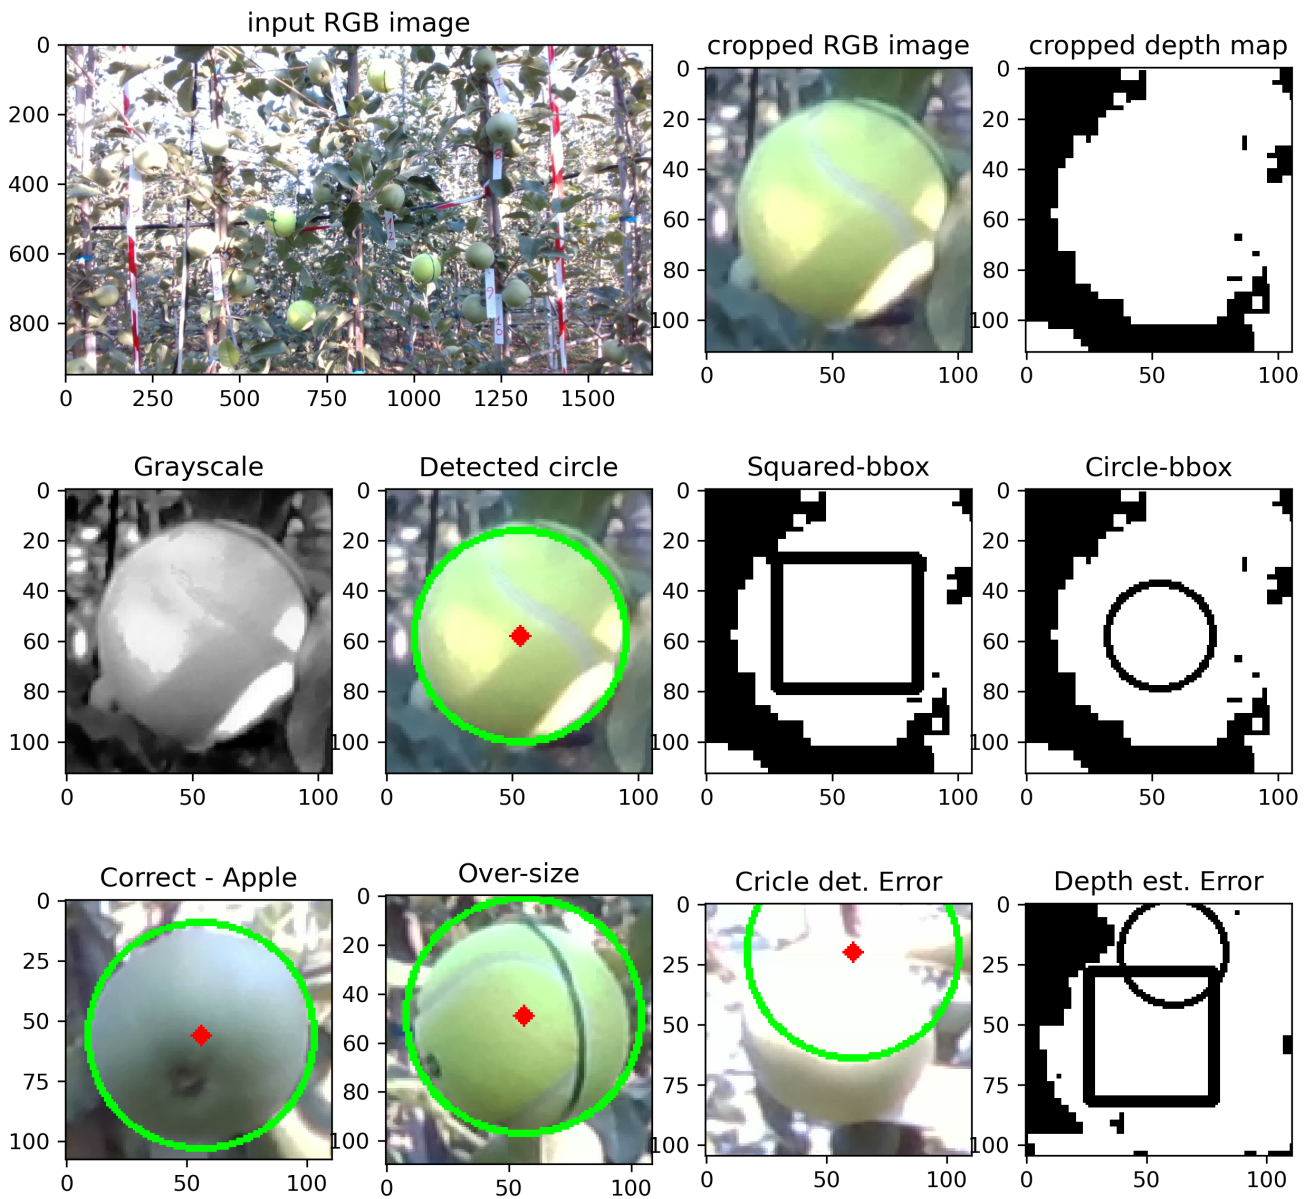 input RGB image
cropped RGB image
cropped depth map
0
200
400
600
800
0 250 500 750 1000 1250 1500
0
20
40
60
80
100
0 50 100
0
20
40
60
80
100
0 50 100
Grayscale
Detected circle
Squared-bbox
Circle-bbox
0
20
40
60
80
100
0 50 100
0
20
40
60
80
100
0 50 100
0
20
40
60
80
100
0 50 100
0
20
40
60
80
100
0 50 100
Correct - Apple
Over-size
Cricle det. Error
Depth est. Error
0
25
50
75
100
0 50 100
0
20
40
60
80
100
0 50 100
0
25
50
75
100
0 50 100
0
25
50
75
100
0 50 100